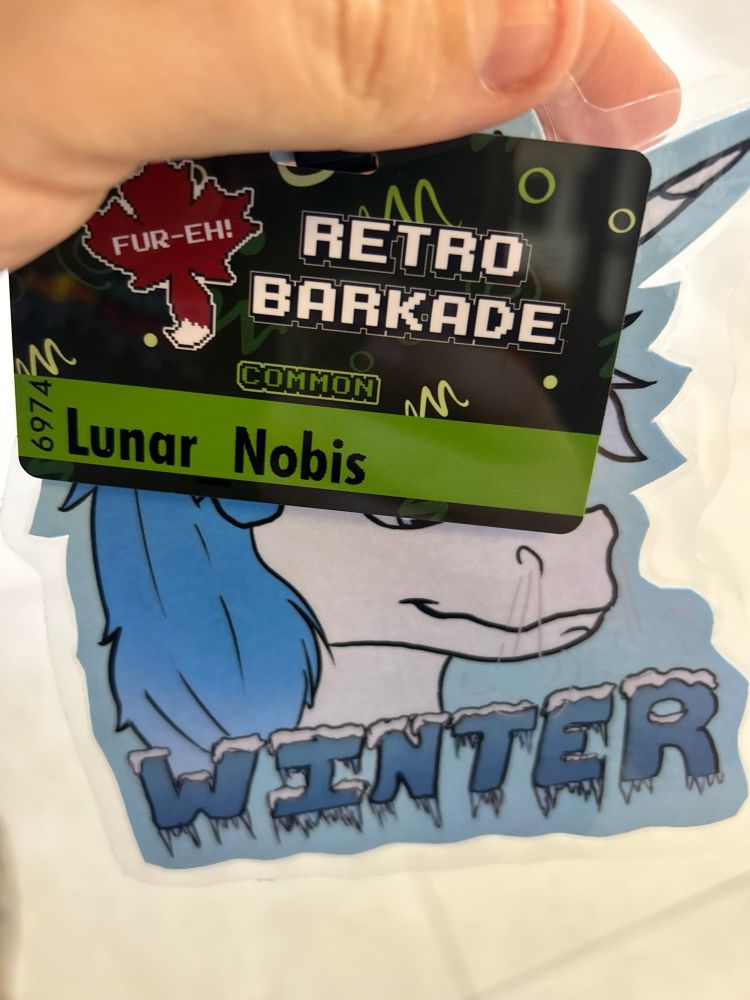 FUR-EH!
RETRO
BARKADE
COMMON
6974
Lunar Nobis
WINTER